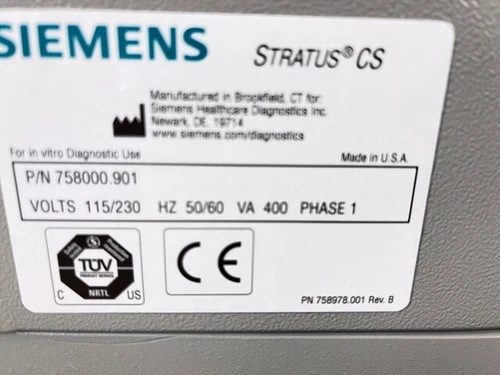 SIEMENS STRATUS® CS
Manufactured in Brookfield, CT for:
Siemens Healthcare Diagnostics Inc.
Newark, DE. 19714
www.siemens.com/diagnostics
For in vitro Diagnostic Use Made in U.S.A.
P/N 758000.901
VOLTS 115/230 HZ 50/60 VA 400 PHASE 1
TÜV
PRODUCT SERVICE
C NRTL US
CE
PN 758978.001 Rev. B